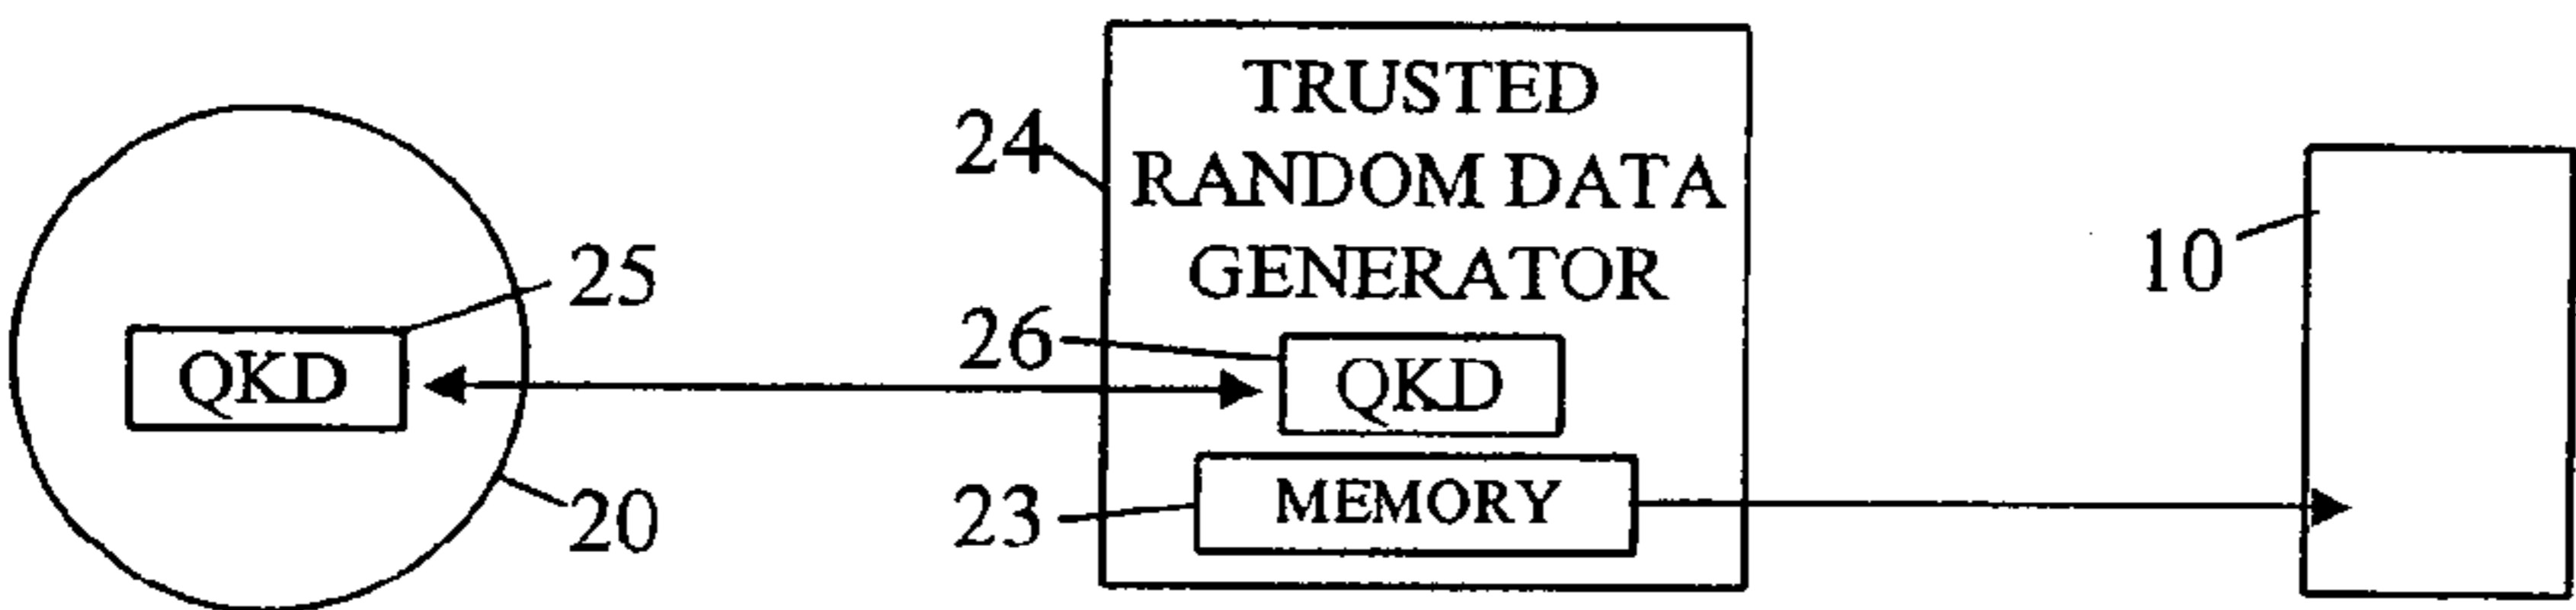 TRUSTED
RANDOM DATA
GENERATOR
24
10
25
QKD
26
QKD
23
MEMORY
20